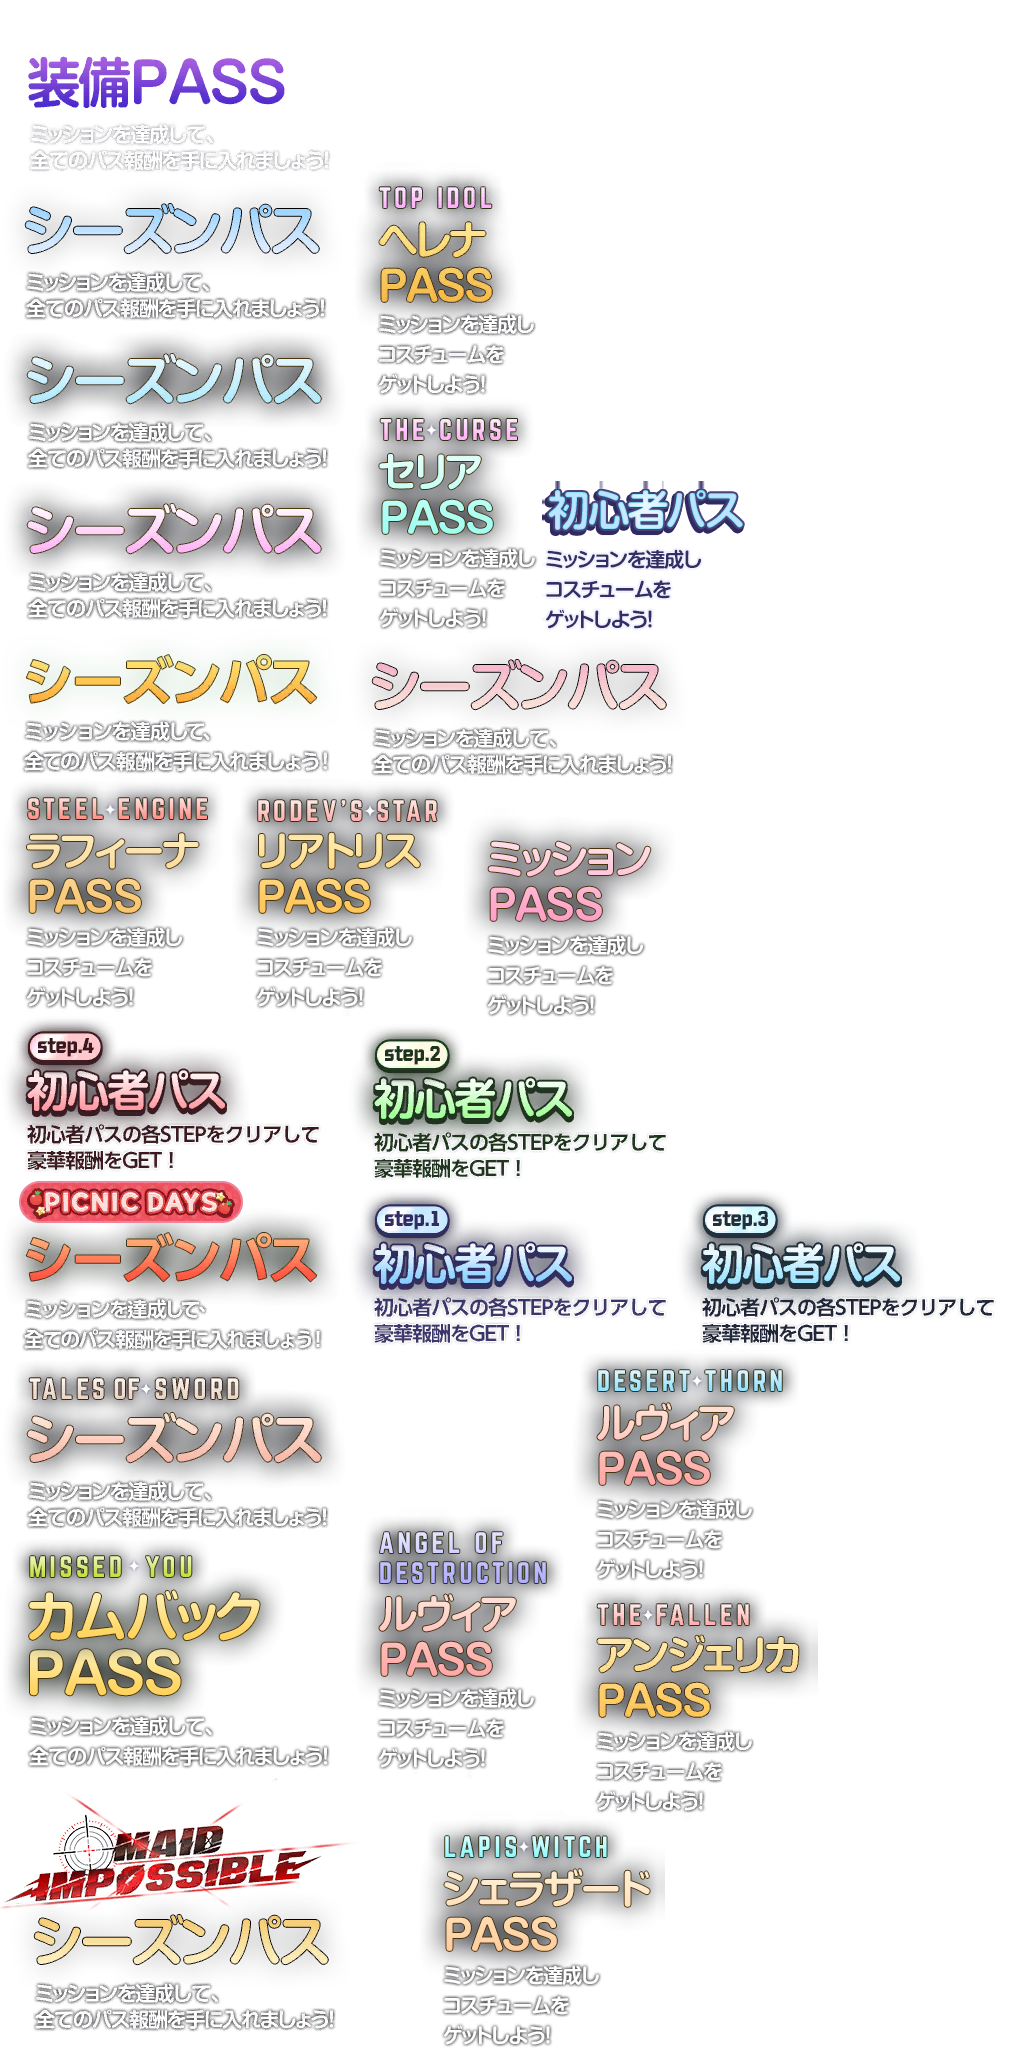 装備PASS
ミッションを達成して、
全てのパス報酬を手に入れましょう!
シーズンパス
ミッションを達成して、
全てのパス報酬を手に入れましょう!
TOP IDOL
ヘレナ
PASS
ミッションを達成し
コスチュームを
ゲットしよう!
シーズンパス
ミッションを達成して、
全てのパス報酬を手に入れましょう!
THE✦CURSE
セリア
PASS
ミッションを達成し
コスチュームを
ゲットしよう!
初心者パス
ミッションを達成し
コスチュームを
ゲットしよう!
シーズンパス
ミッションを達成して、
全てのパス報酬を手に入れましょう!
シーズンパス
ミッションを達成して、
全てのパス報酬を手に入れましょう!
シーズンパス
ミッションを達成して、
全てのパス報酬を手に入れましょう!
STEEL✦ENGINE
ラフィーナ
PASS
ミッションを達成し
コスチュームを
ゲットしよう!
RODEV'S✦STAR
リアトリス
PASS
ミッションを達成し
コスチュームを
ゲットしよう!
ミッション
PASS
ミッションを達成し
コスチュームを
ゲットしよう!
step.4
初心者パス
初心者パスの各STEPをクリアして
豪華報酬をGET！
step.2
初心者パス
初心者パスの各STEPをクリアして
豪華報酬をGET！
PICNIC DAYS
シーズンパス
ミッションを達成して、
全てのパス報酬を手に入れましょう!
step.1
初心者パス
初心者パスの各STEPをクリアして
豪華報酬をGET！
step.3
初心者パス
初心者パスの各STEPをクリアして
豪華報酬をGET！
TALES OF✦SWORD
シーズンパス
ミッションを達成して、
全てのパス報酬を手に入れましょう!
DESERT✦THORN
ルヴィア
PASS
ミッションを達成し
コスチュームを
ゲットしよう!
MISSED✦YOU
カムバック
PASS
ミッションを達成して、
全てのパス報酬を手に入れましょう!
ANGEL OF
DESTRUCTION
ルヴィア
PASS
ミッションを達成し
コスチュームを
ゲットしよう!
THE✦FALLEN
アンジェリカ
PASS
ミッションを達成し
コスチュームを
ゲットしよう!
MAID
IMPOSSIBLE
シーズンパス
ミッションを達成して、
全てのパス報酬を手に入れましょう!
LAPIS✦WITCH
シェラザード
PASS
ミッションを達成し
コスチュームを
ゲットしよう!